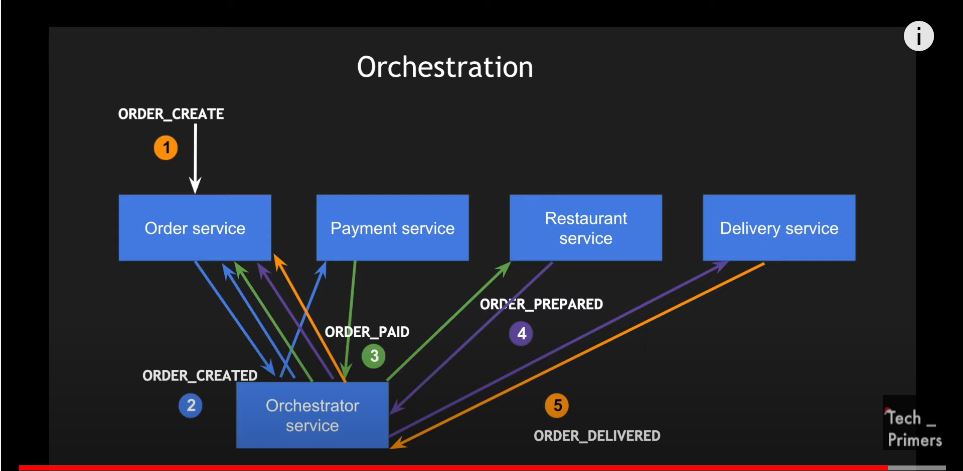 i
Orchestration
ORDER_CREATE
1
Order service
Payment service
Restaurant
service
Delivery service
ORDER_PREPARED
4
ORDER_PAID
3
ORDER_CREATED
2
Orchestrator
service
5
ORDER_DELIVERED
Tech _
Primers